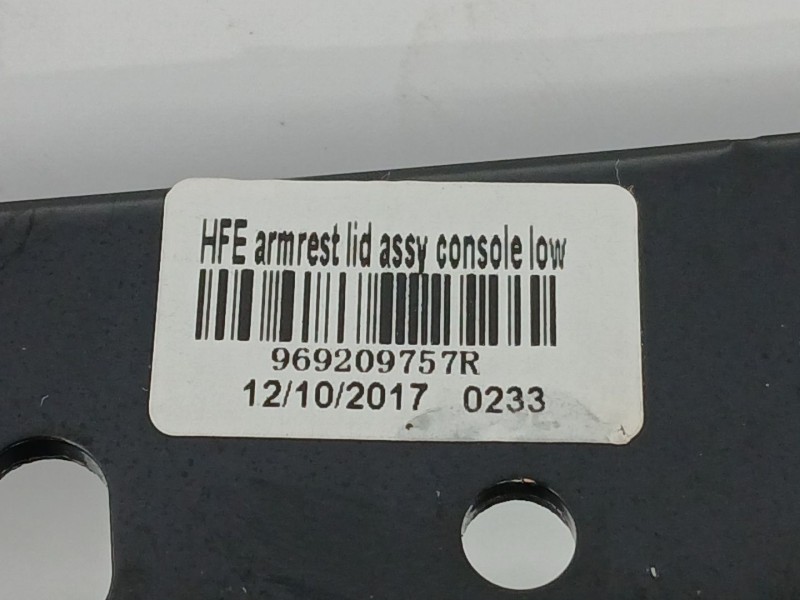 HFE armrest lid assy console low
969209757R
12/10/2017 0233